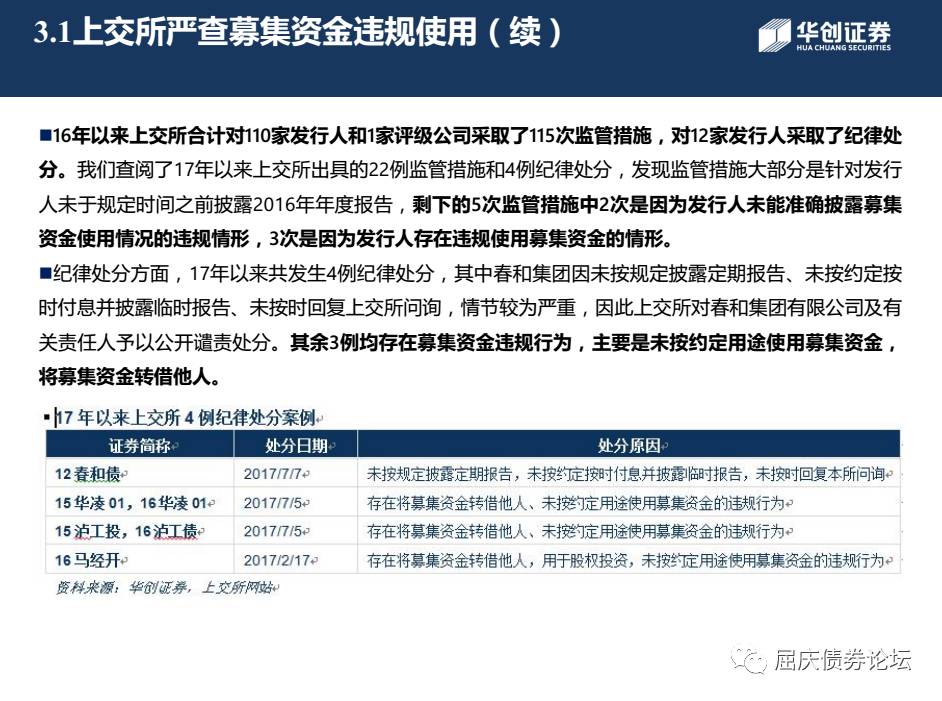 3.1上交所严查募集资金违规使用（续）
华创证券
HUA CHUANG SECURITIES
■16年以来上交所合计对110家发行人和1家评级公司采取了115次监管措施，对12家发行人采取了纪律处
分。我们查阅了17年以来上交所出具的22例监管措施和4例纪律处分，发现监管措施大部分是针对发行
人未于规定时间之前披露2016年年度报告，剩下的5次监管措施中2次是因为发行人未能准确披露募集
资金使用情况的违规情形，3次是因为发行人存在违规使用募集资金的情形。
■纪律处分方面，17年以来共发生4例纪律处分，其中春和集团因未按规定披露定期报告、未按约定按
时付息并披露临时报告、未按时回复上交所问询，情节较为严重，因此上交所对春和集团有限公司及有
关责任人予以公开谴责处分。其余3例均存在募集资金违规行为，主要是未按约定用途使用募集资金，
将募集资金转借他人。
▪17 年以来上交所 4 例纪律处分案例
证券简称 处分日期 处分原因
12 春和债 2017/7/7 未按规定披露定期报告，未按约定按时付息并披露临时报告，未按时回复本所问询
15 华凌 01，16 华凌 01 2017/7/5 存在将募集资金转借他人、未按约定用途使用募集资金的违规行为
15 泸工投，16 泸工债 2017/7/5 存在将募集资金转借他人、未按约定用途使用募集资金的违规行为
16 马经开 2017/2/17 存在将募集资金转借他人，用于股权投资，未按约定用途使用募集资金的违规行为
资料来源：华创证券，上交所网站
屈庆债券论坛